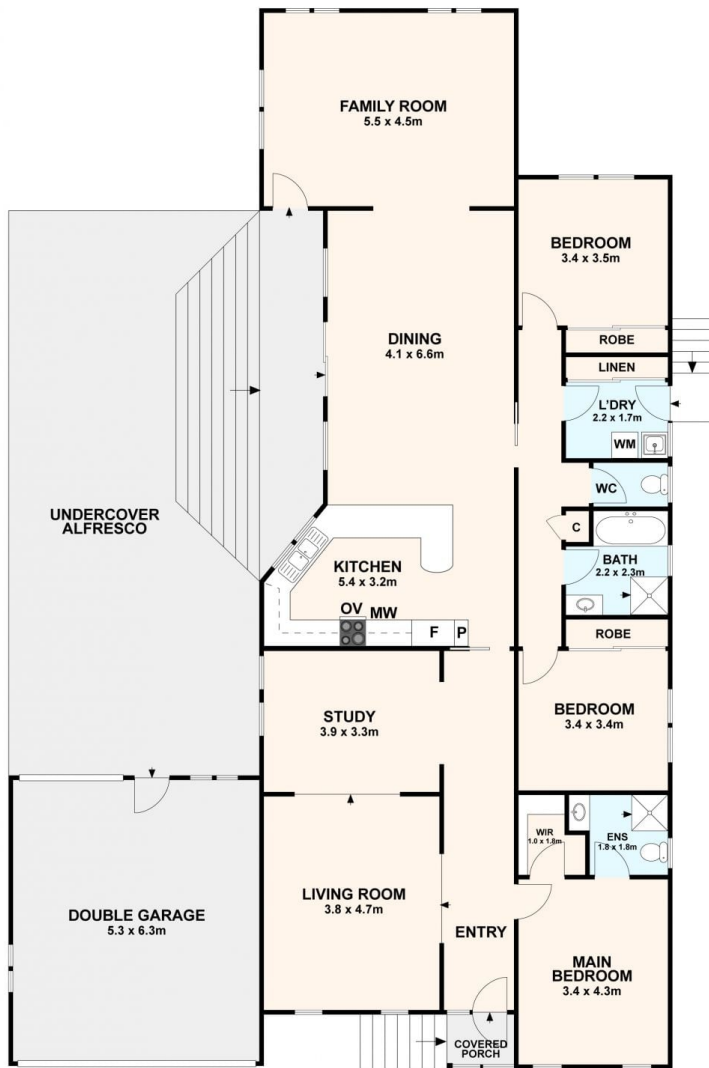 FAMILY ROOM
5.5 x 4.5m
BEDROOM
3.4 x 3.5m
ROBE
LINEN
DINING
4.1 x 6.6m
L'DRY
2.2 x 1.7m
WM
WC
UNDERCOVER
ALFRESCO
C
BATH
2.2 x 2.3m
KITCHEN
5.4 x 3.2m
OV
MW
F
P
ROBE
BEDROOM
3.4 x 3.4m
STUDY
3.9 x 3.3m
WIR
1.0 x 1.8m
ENS
1.8 x 1.8m
LIVING ROOM
3.8 x 4.7m
DOUBLE GARAGE
5.3 x 6.3m
ENTRY
MAIN
BEDROOM
3.4 x 4.3m
COVERED
PORCH